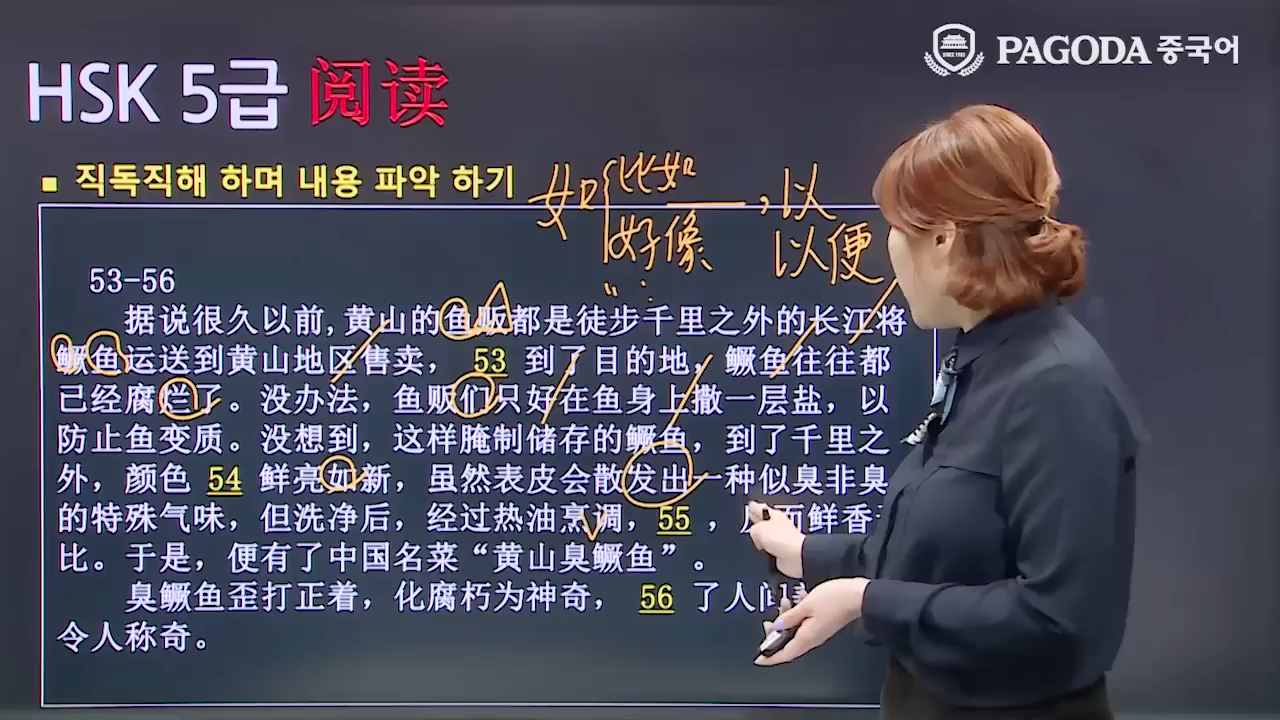 SINCE 1983
PAGODA 중국어
HSK 5급 阅读
직독직해 하며 내용 파악 하기
如 比如 ，以
好像 以便
53-56
据说很久以前,黄山的鱼贩都是徒步千里之外的长江将
鳜鱼运送到黄山地区售卖，53 到了目的地，鳜鱼往往都
已经腐烂了。没办法，鱼贩们只好在鱼身上撒一层盐，以
防止鱼变质。没想到，这样腌制储存的鳜鱼，到了千里之
外，颜色 54 鲜亮如新，虽然表皮会散发出一种似臭非臭
的特殊气味，但洗净后，经过热油烹调，55，而鲜香
比。于是，便有了中国名菜“黄山臭鳜鱼”。
臭鳜鱼歪打正着，化腐朽为神奇，56 了人间
令人称奇。